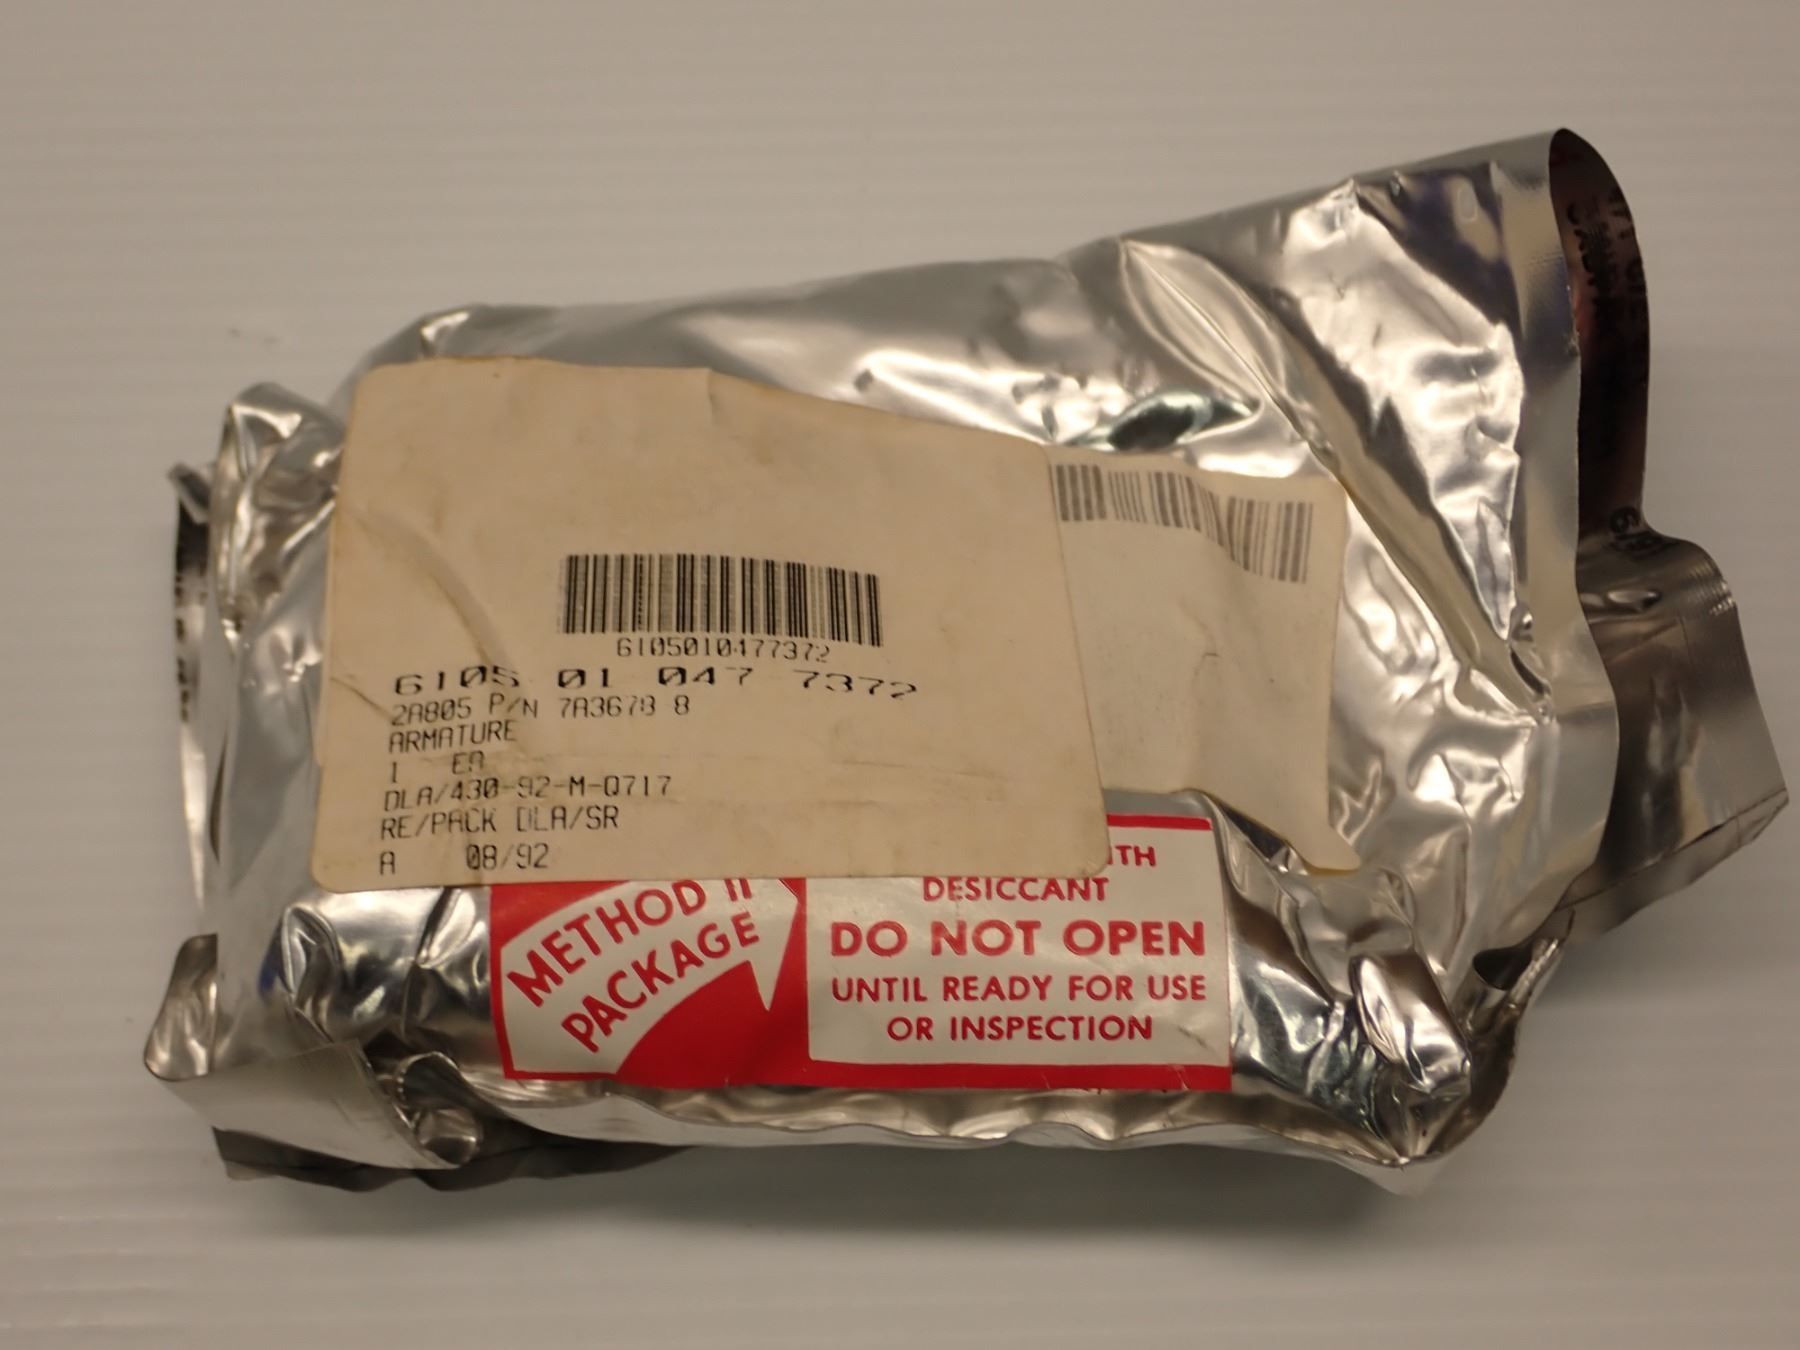 6105010477372
6105 01 047 7372
2A805 P/N 7A3678 8
ARMATURE
1 EA
DLA/430-92-M-Q717
RE/PACK DLA/SR
A 08/92
METHOD II
PACKAGE
DESICCANT
DO NOT OPEN
UNTIL READY FOR USE
OR INSPECTION